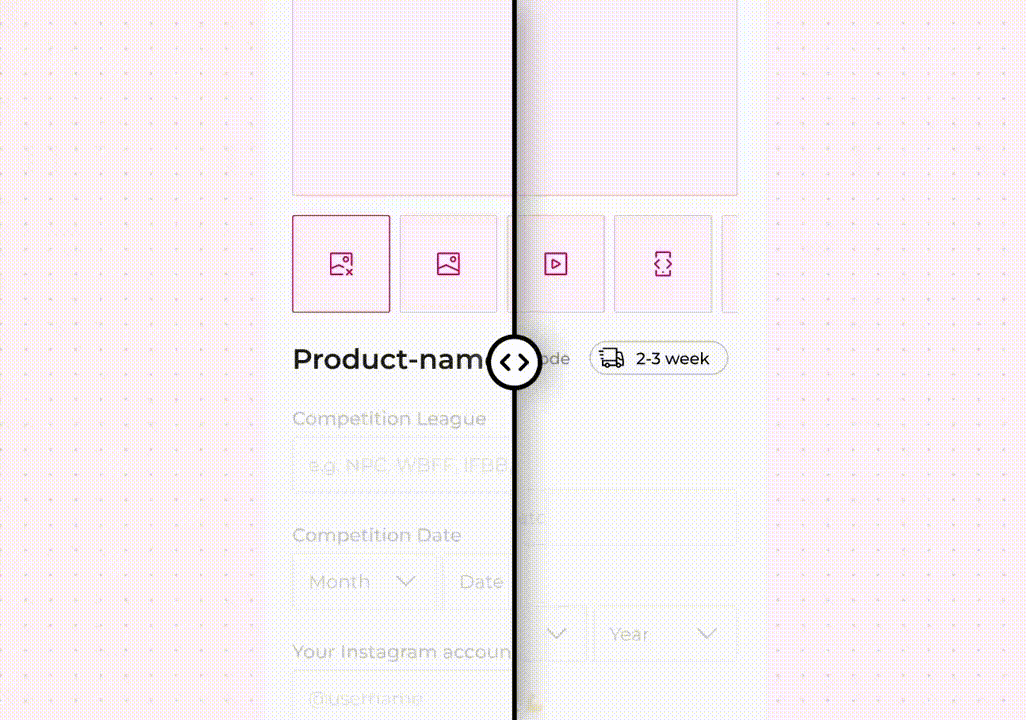 Product-nam ode 2-3 week
Competition League
e.g. NPC, WBFF, IFBB
etc
Competition Date
Month Date
Year
Your Instagram accoun
@username